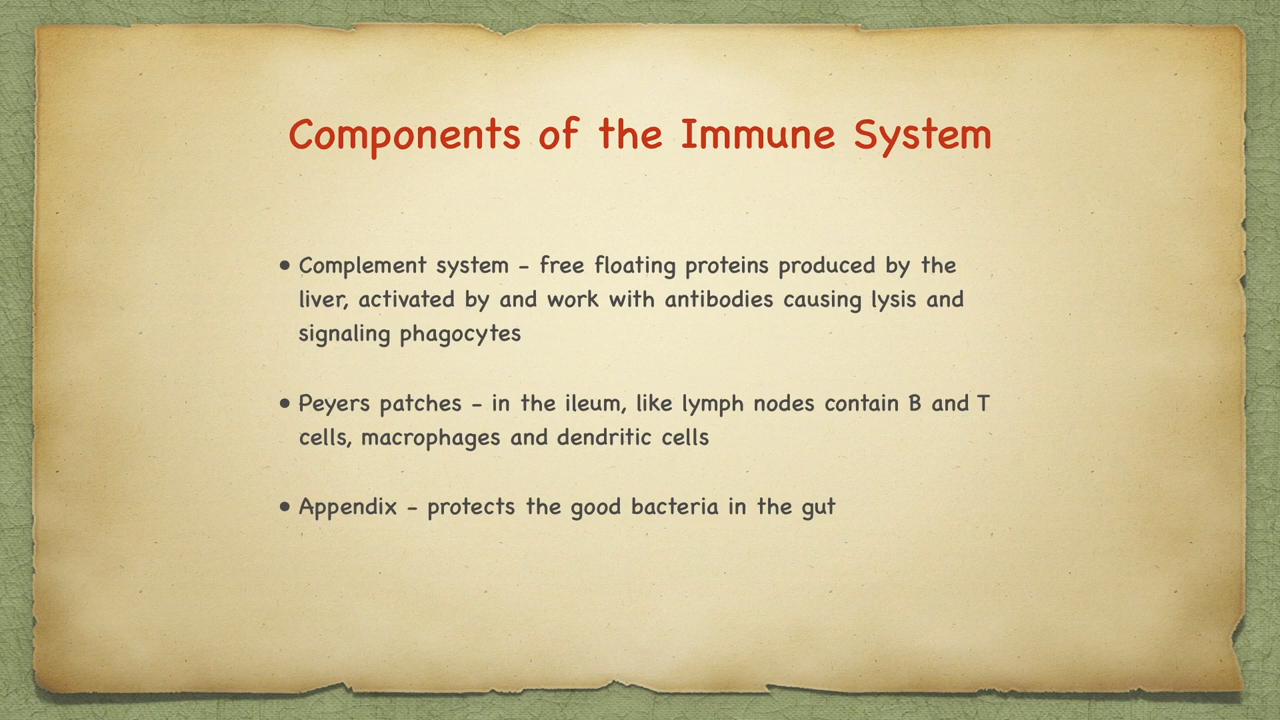 Components of the Immune System
• Complement system - free floating proteins produced by the
liver, activated by and work with antibodies causing lysis and
signaling phagocytes
• Peyers patches - in the ileum, like lymph nodes contain B and T
cells, macrophages and dendritic cells
• Appendix - protects the good bacteria in the gut